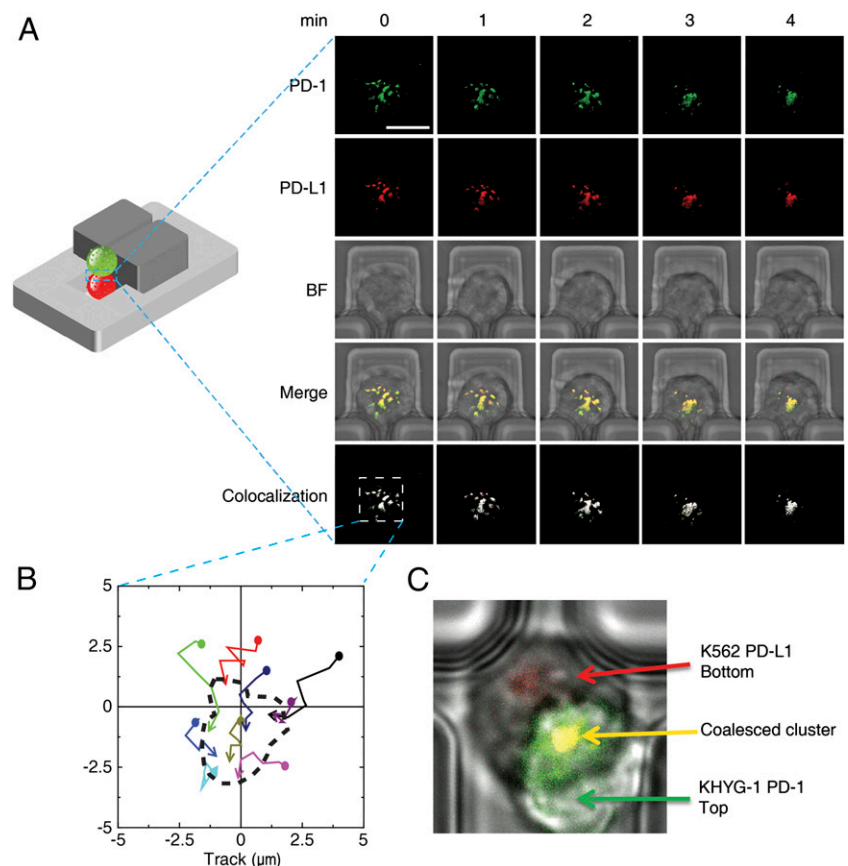 A
min 0 1 2 3 4
PD-1
PD-L1
BF
Merge
Colocalization
B
5
2.5
0
-2.5
-5
-5 -2.5 0 2.5 5
Track (µm)
C
K562 PD-L1
Bottom
Coalesced cluster
KHYG-1 PD-1
Top